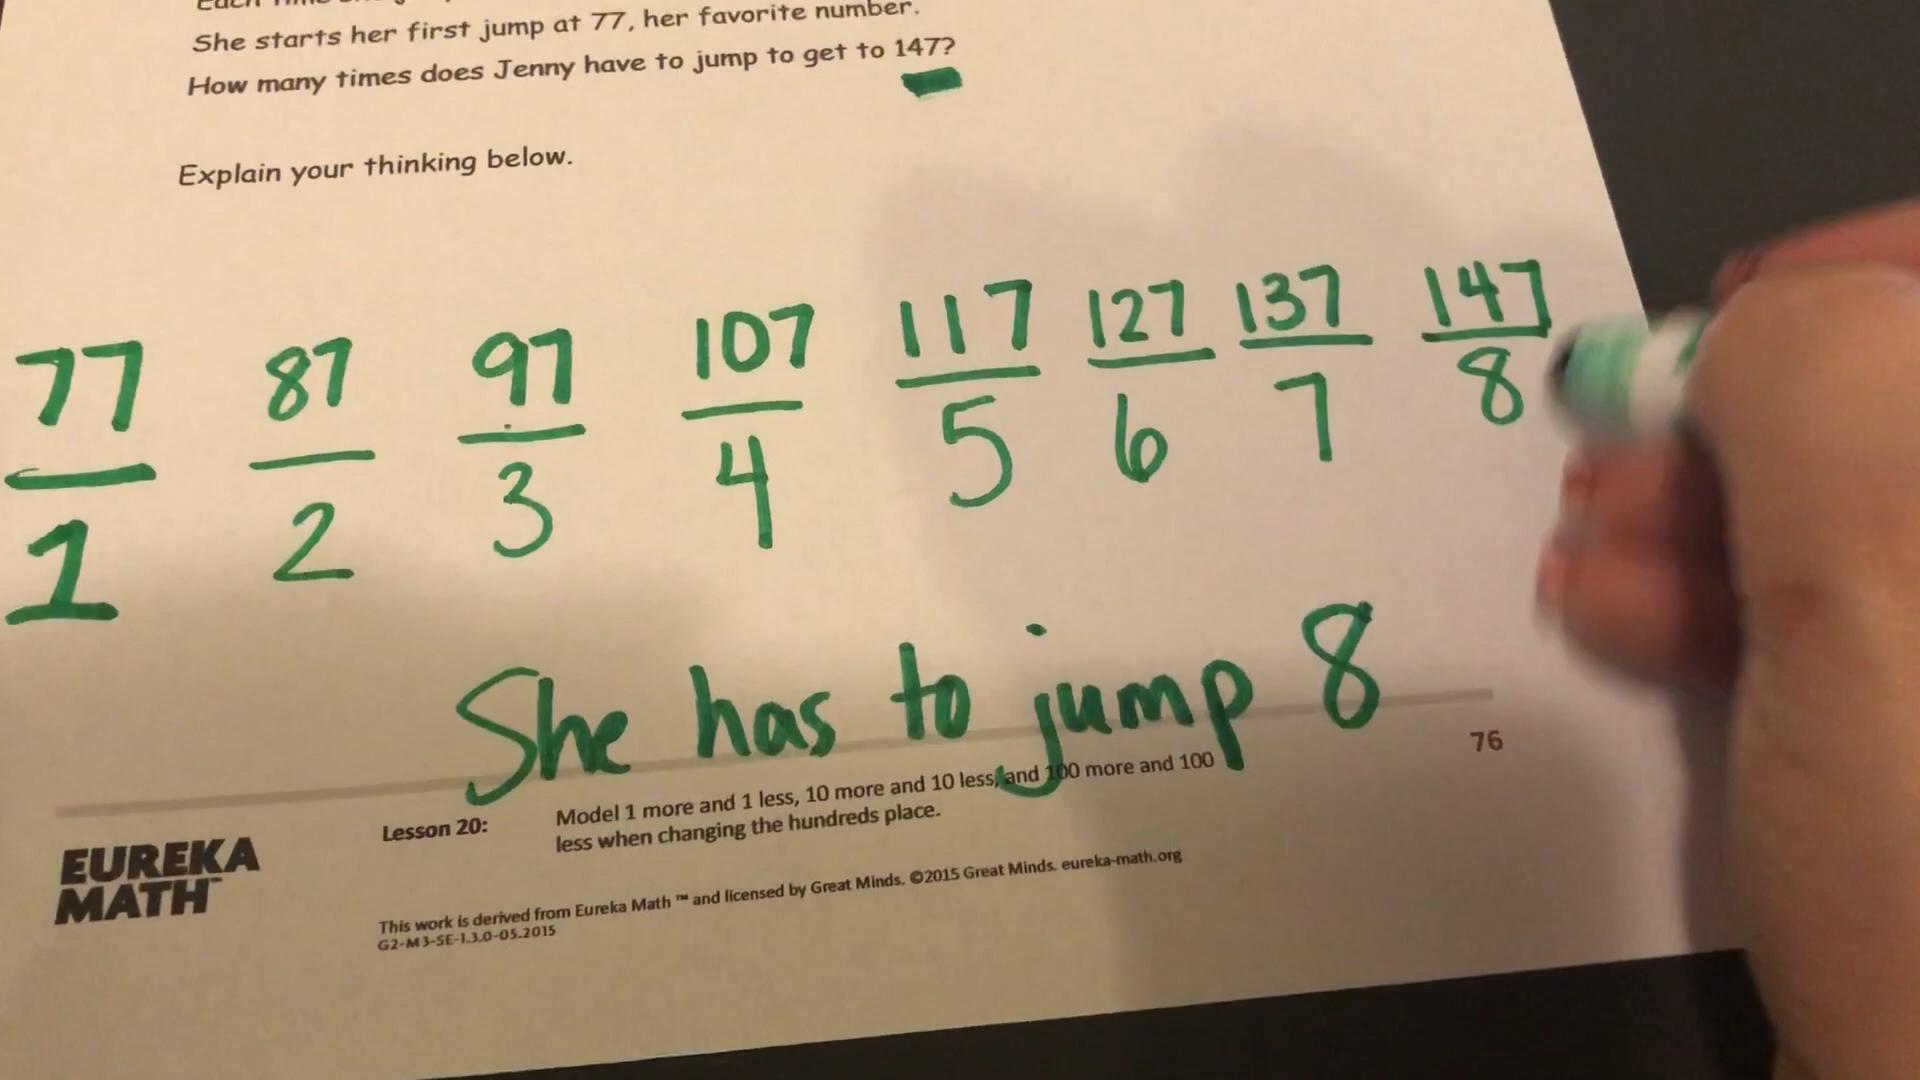 She starts her first jump at 77, her favorite number.
How many times does Jenny have to jump to get to 147?
Explain your thinking below.
77 87 97 107 117 127 137 147
1 2 3 4 5 6 7 8
She has to jump 8
76
EUREKA
MATH™
Lesson 20: Model 1 more and 1 less, 10 more and 10 less, and 100 more and 100
less when changing the hundreds place.
This work is derived from Eureka Math ™ and licensed by Great Minds. ©2015 Great Minds. eureka-math.org
G2-M3-SE-1.3.0-05.2015